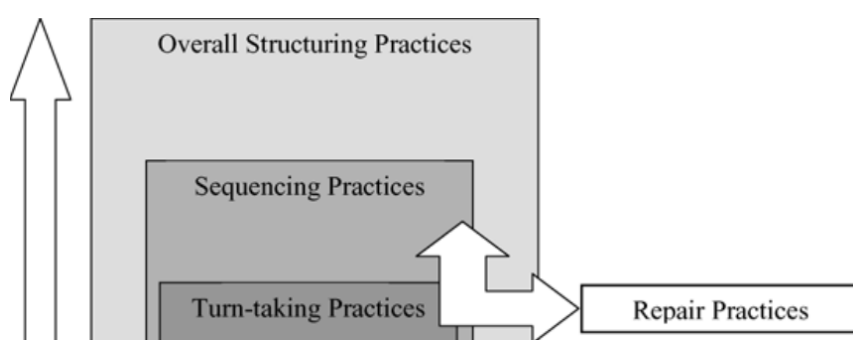 Overall Structuring Practices
Sequencing Practices
Turn-taking Practices
Repair Practices